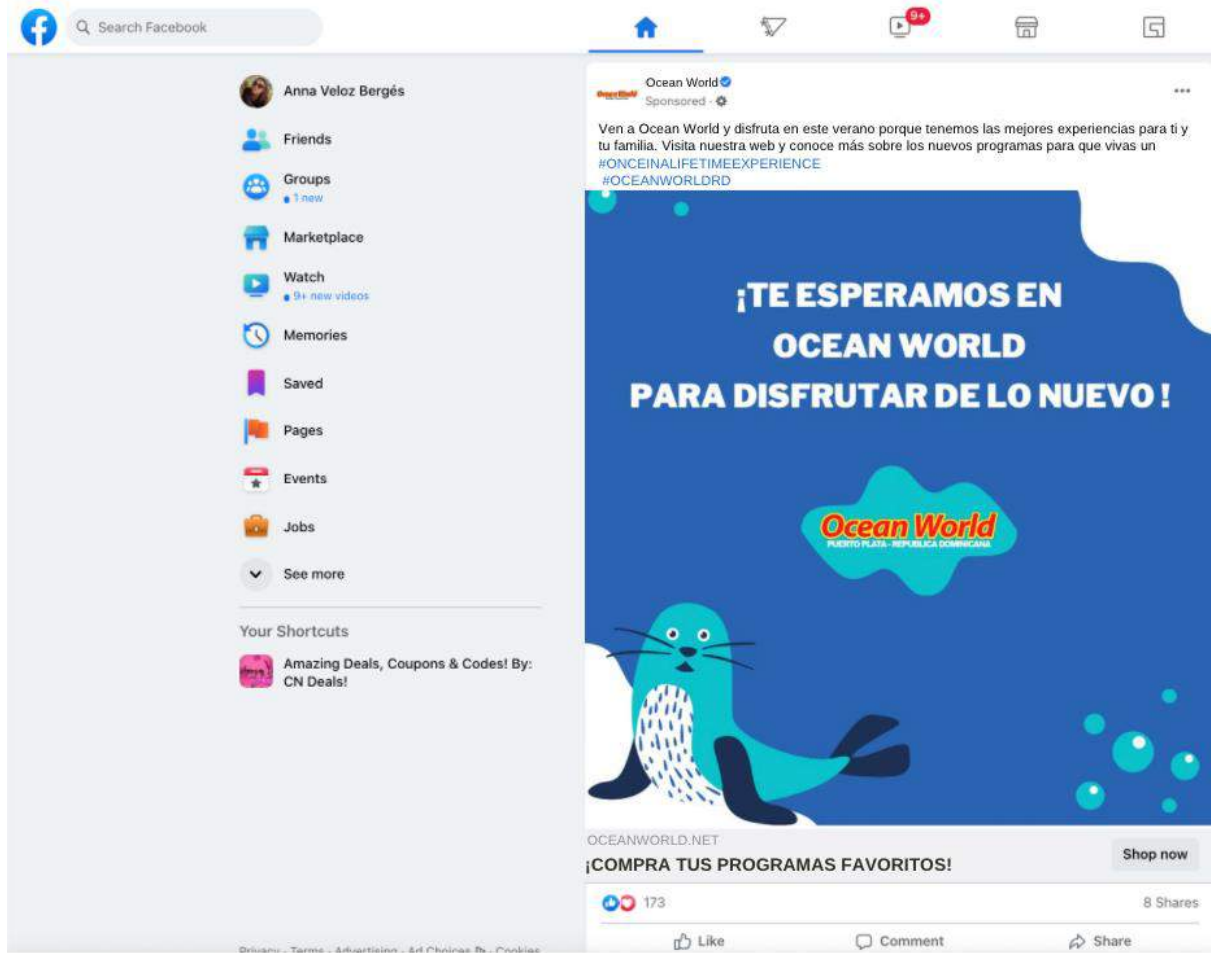 Search Facebook
9+
Anna Veloz Bergés
Friends
Groups
1 new
Marketplace
Watch
9+ new videos
Memories
Saved
Pages
Events
Jobs
See more
Your Shortcuts
Amazing Deals, Coupons & Codes! By:
CN Deals!
Privacy · Terms · Advertising · Ad Choices · Cookies
Ocean World
Ocean World
Sponsored ·
Ven a Ocean World y disfruta en este verano porque tenemos las mejores experiencias para ti y
tu familia. Visita nuestra web y conoce más sobre los nuevos programas para que vivas un
#ONCEINALIFETIMEEXPERIENCE
#OCEANWORLDRD
¡TE ESPERAMOS EN
OCEAN WORLD
PARA DISFRUTAR DE LO NUEVO !
Ocean World
PUERTO PLATA - REPUBLICA DOMINICANA
OCEANWORLD.NET
¡COMPRA TUS PROGRAMAS FAVORITOS!
Shop now
173
8 Shares
Like
Comment
Share